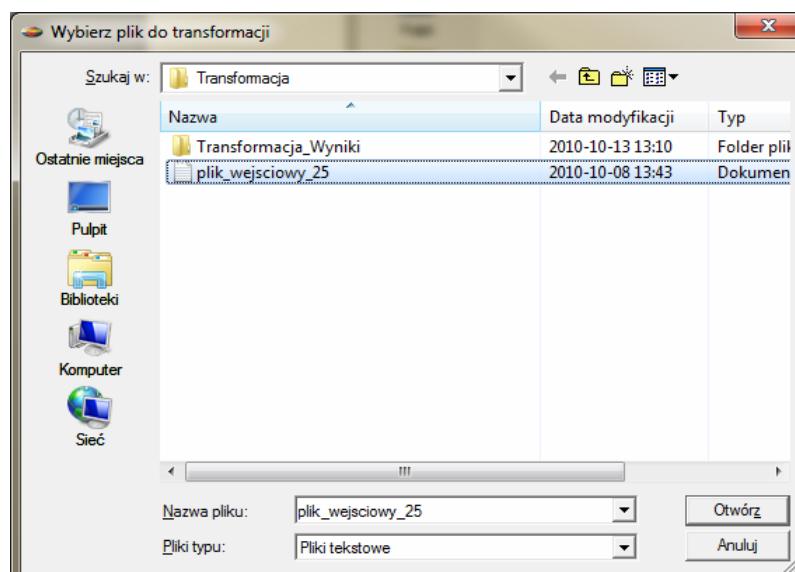 Wybierz plik do transformacji
Szukaj w: Transformacja
Nazwa Data modyfikacji Typ
Transformacja_Wyniki 2010-10-13 13:10 Folder plik
plik_wejsciowy_25 2010-10-08 13:43 Dokumen
Ostatnie miejsca
Pulpit
Biblioteki
Komputer
Sieć
Nazwa pliku: plik_wejsciowy_25 Otwórz
Pliki typu: Pliki tekstowe Anuluj